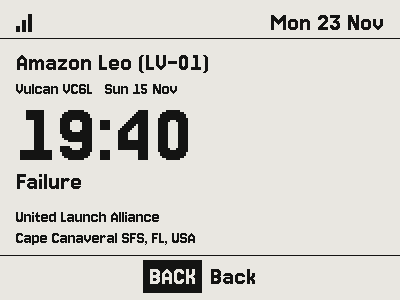 Mon 23 Nov
Amazon Leo (LV-01)
Vulcan VC6L Sun 15 Nov
19:40
Failure
United Launch Alliance
Cape Canaveral SFS, FL, USA
BACK Back